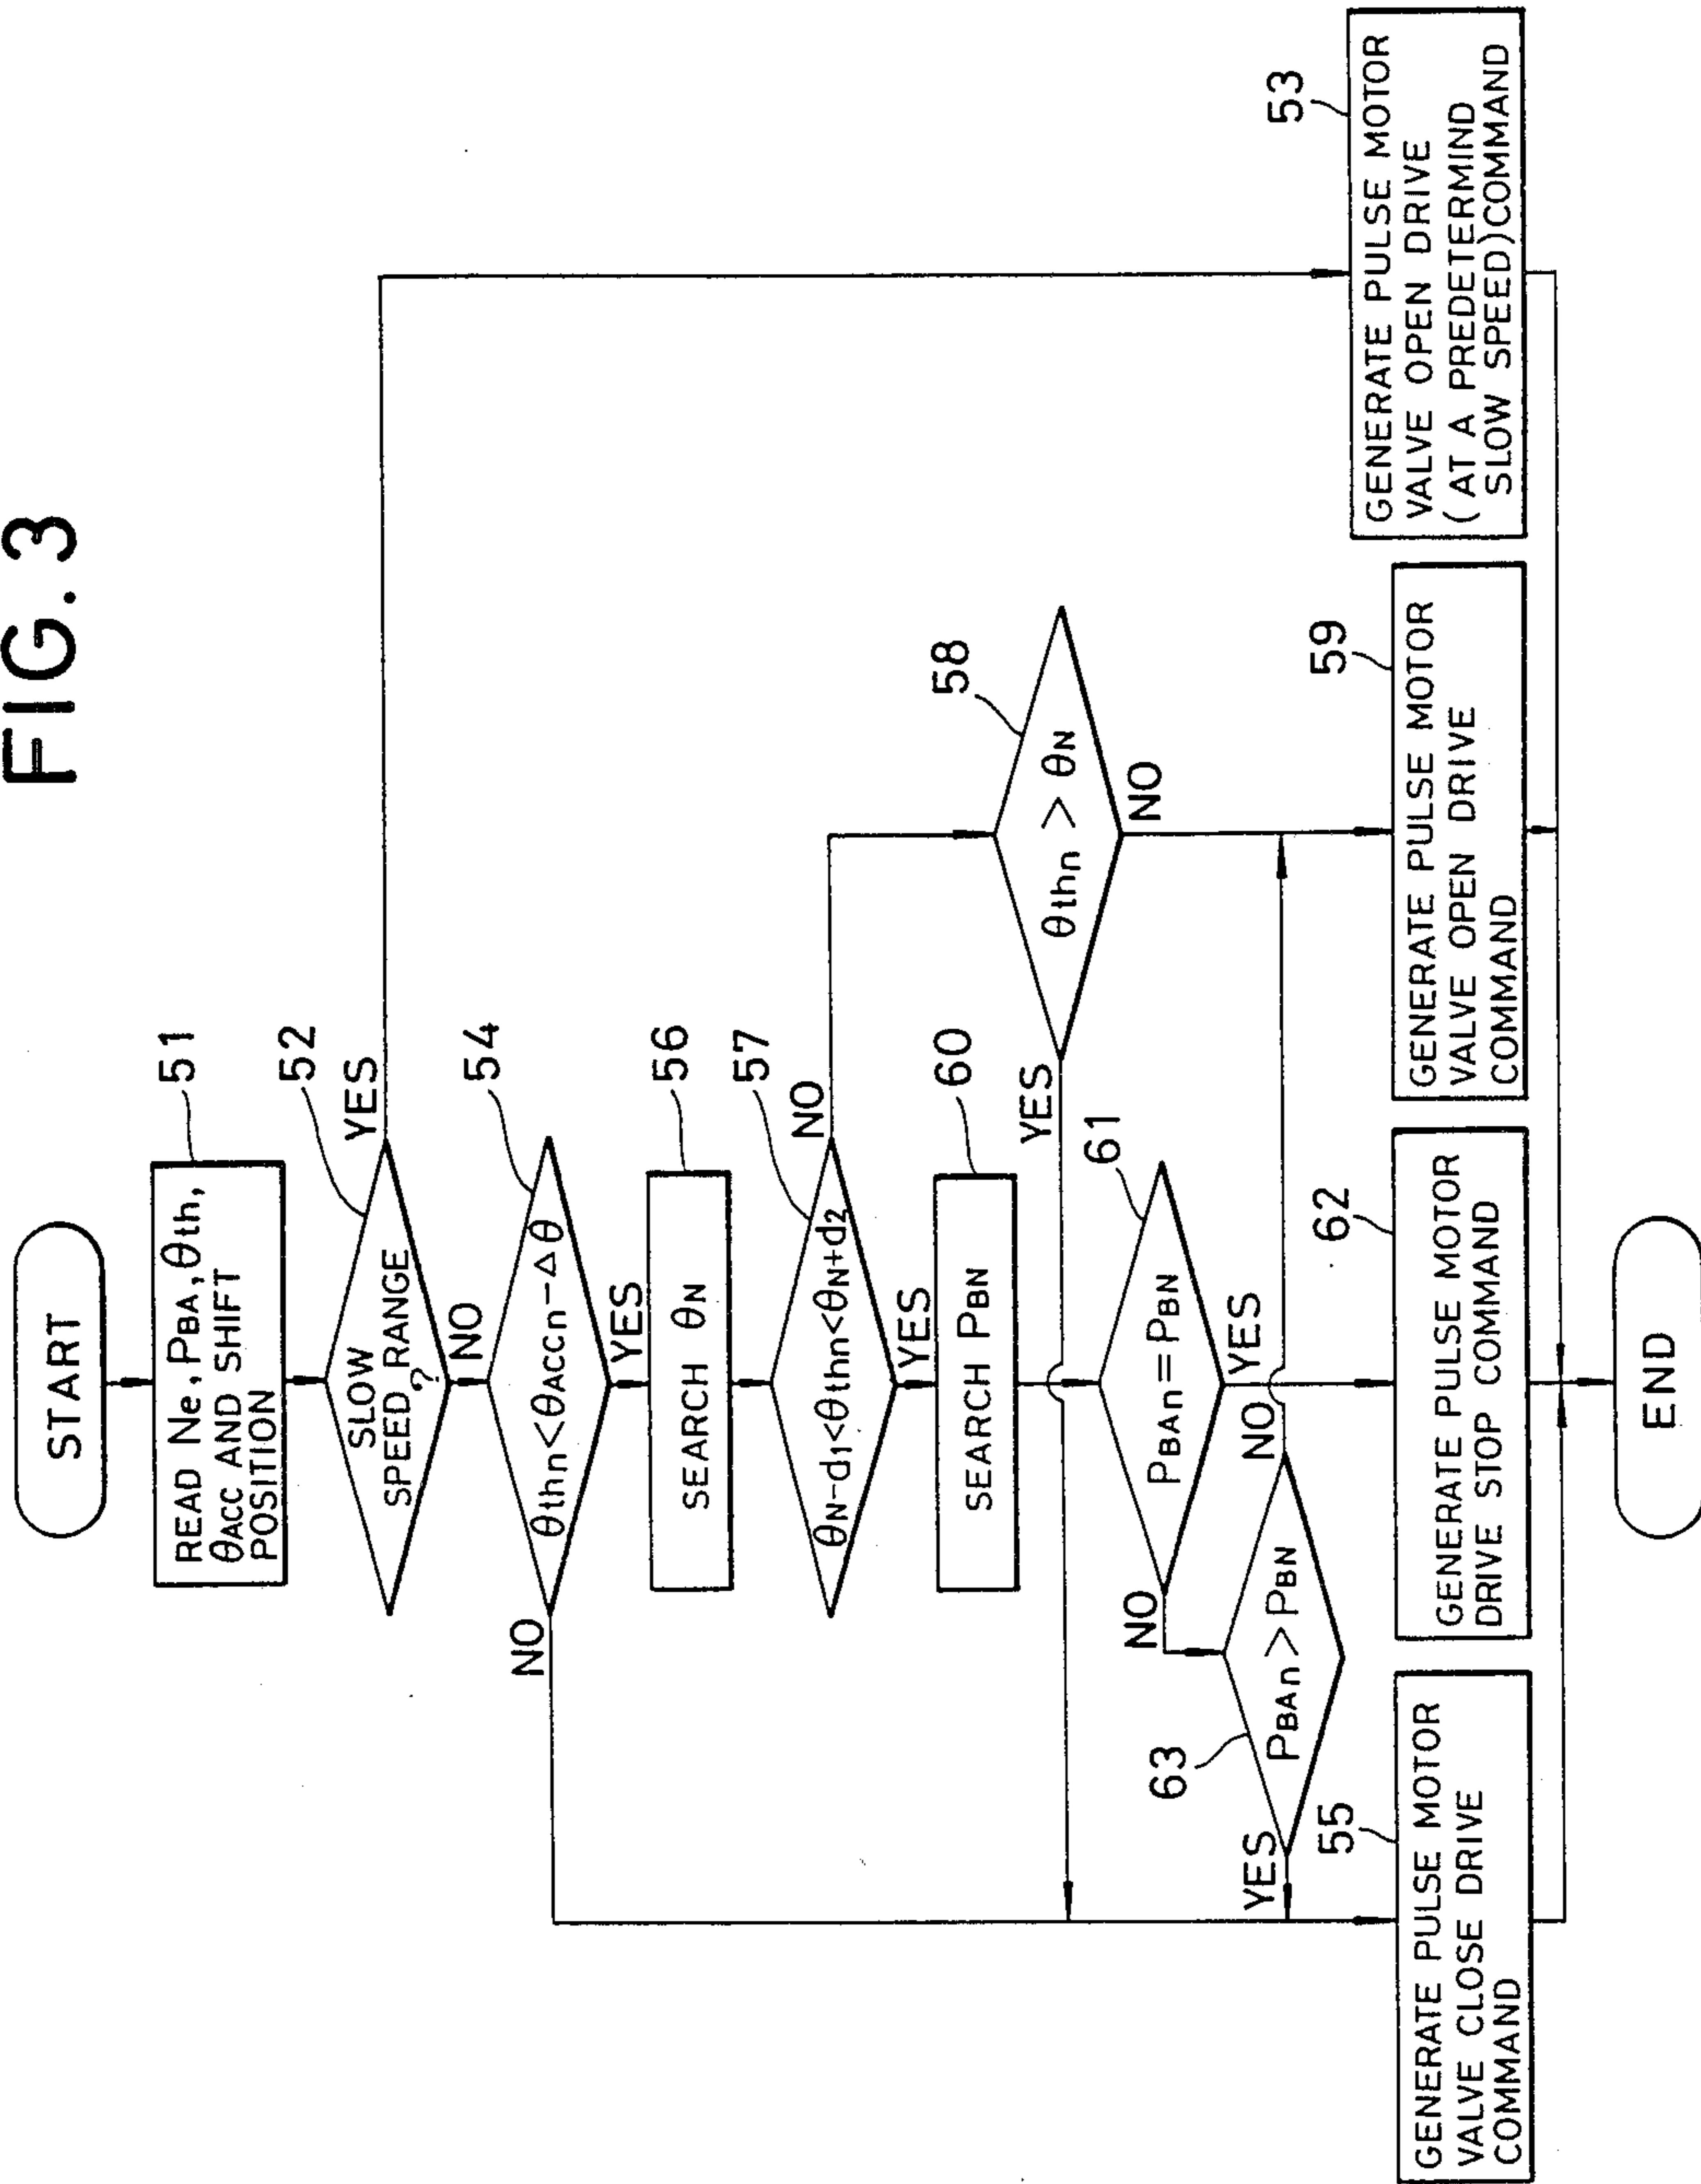 FIG. 3
START
READ Ne, PBA, θth,
θACC AND SHIFT
POSITION
51
SLOW
SPEED RANGE
?
52
YES
NO
θthn<θACCn-Δθ
54
NO
YES
SEARCH θN
56
θN-d1<θthn<θN+d2
57
NO
YES
θthn > θN
58
YES
NO
SEARCH PBN
60
PBAn=PBN
61
NO
YES
PBAn>PBN
63
NO
YES
GENERATE PULSE MOTOR
VALVE CLOSE DRIVE
COMMAND
55
GENERATE PULSE MOTOR
DRIVE STOP COMMAND
62
GENERATE PULSE MOTOR
VALVE OPEN DRIVE
COMMAND
59
GENERATE PULSE MOTOR
VALVE OPEN DRIVE
(AT A PREDETERMIND
SLOW SPEED)COMMAND
53
END